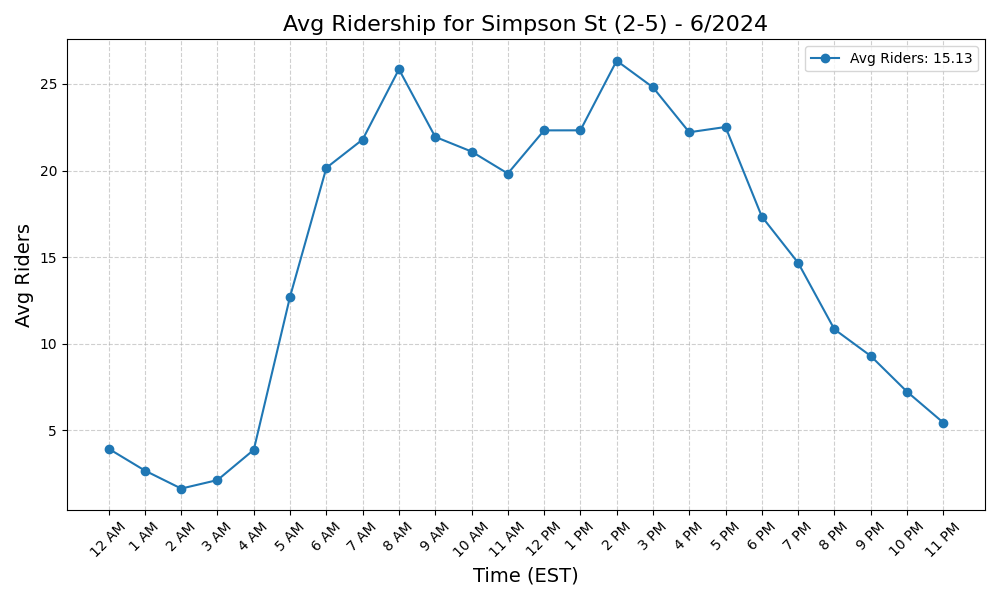 Avg Ridership for Simpson St (2-5) - 6/2024
Avg Riders: 15.13
Avg Riders
25
20
15
10
5
12 AM
1 AM
2 AM
3 AM
4 AM
5 AM
6 AM
7 AM
8 AM
9 AM
10 AM
11 AM
12 PM
1 PM
2 PM
3 PM
4 PM
5 PM
6 PM
7 PM
8 PM
9 PM
10 PM
11 PM
Time (EST)